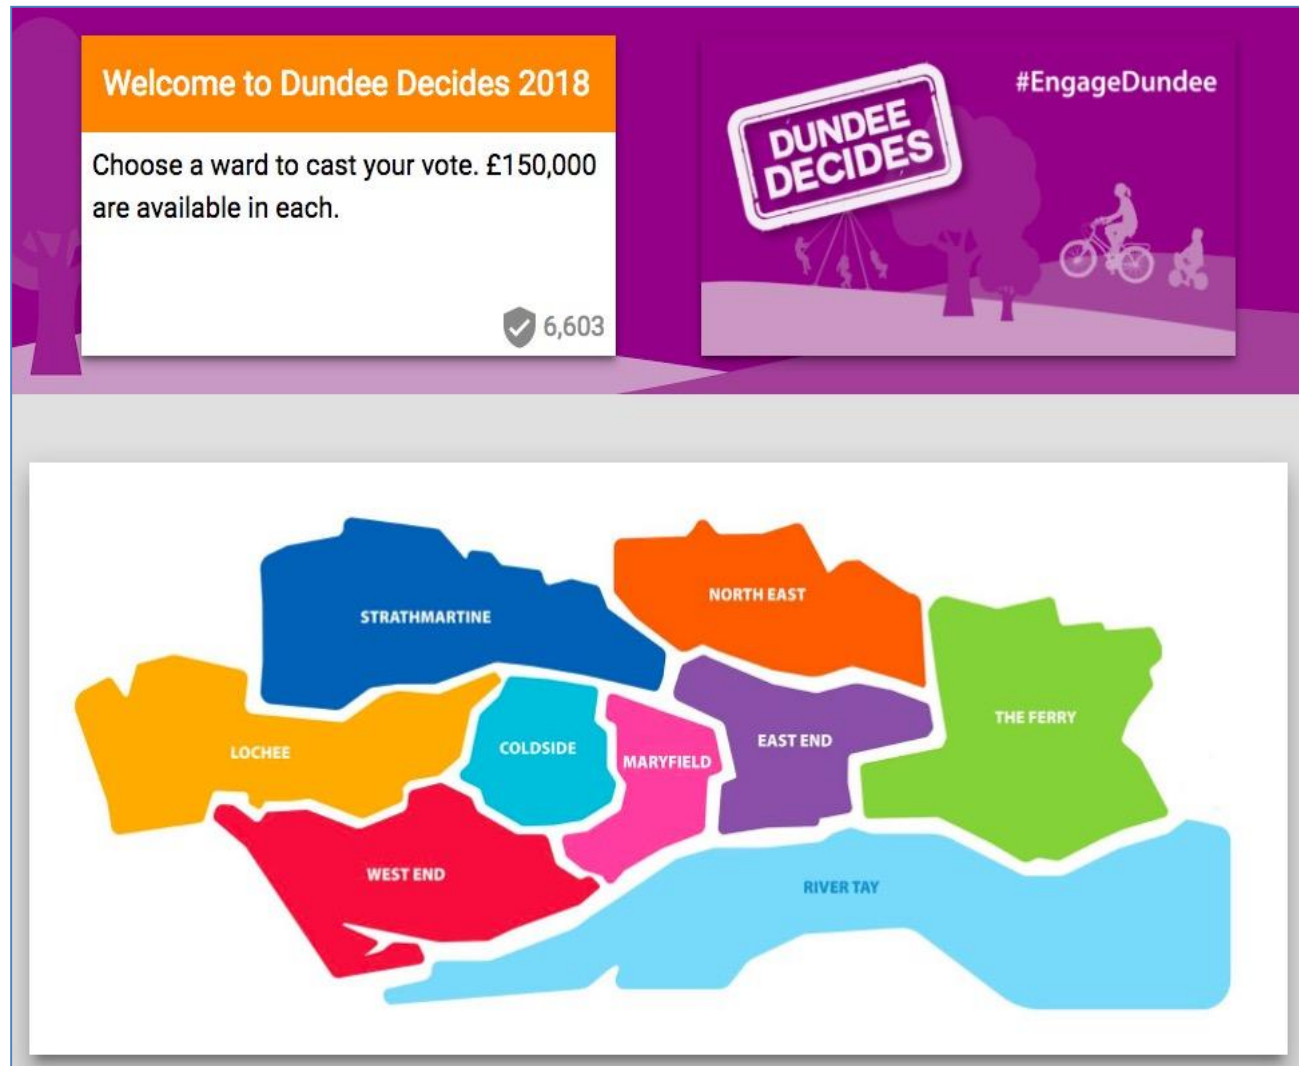 Welcome to Dundee Decides 2018
Choose a ward to cast your vote. £150,000
are available in each.
6,603
#EngageDundee
DUNDEE
DECIDES
STRATHMARTINE
NORTH EAST
THE FERRY
LOCHEE
COLDSIDE
MARYFIELD
EAST END
WEST END
RIVER TAY